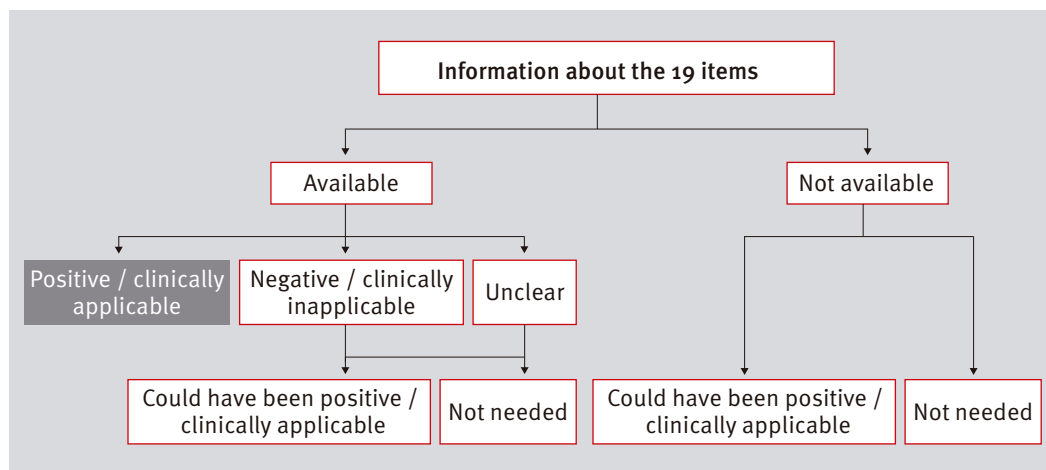 Information about the 19 items
Available
Not available
Positive / clinically
applicable
Negative / clinically
inapplicable
Unclear
Could have been positive /
clinically applicable
Not needed
Could have been positive /
clinically applicable
Not needed